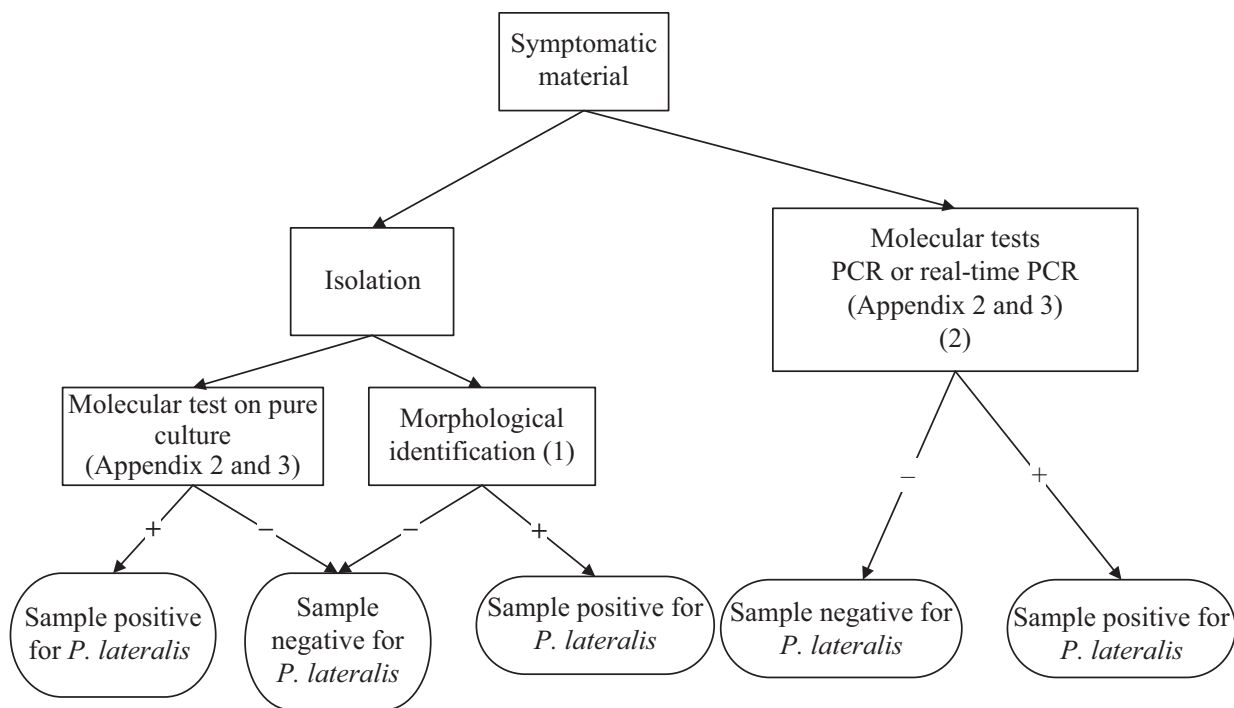 Symptomatic
material
Isolation
Molecular tests
PCR or real-time PCR
(Appendix 2 and 3)
(2)
Molecular test on pure
culture
(Appendix 2 and 3)
Morphological
identification (1)
+
–
–
+
–
+
Sample positive
for P. lateralis
Sample
negative for
P. lateralis
Sample positive for
P. lateralis
Sample negative for
P. lateralis
Sample positive for
P. lateralis